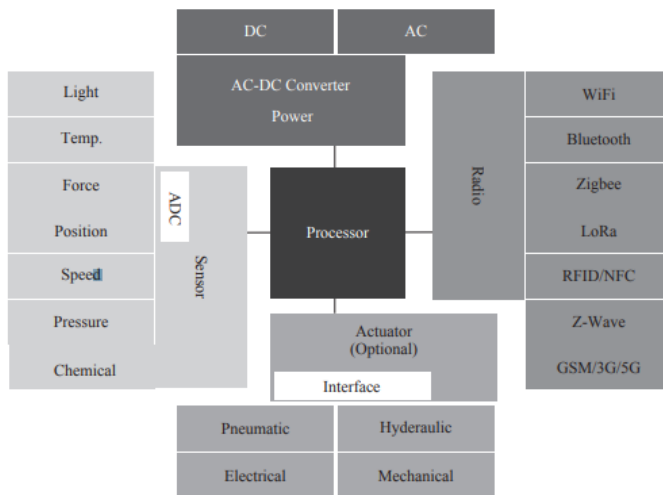 DC
AC
AC-DC Converter
Power
Light
Temp.
Force
Position
Speed
Pressure
Chemical
ADC
Sensor
Processor
Radio
WiFi
Bluetooth
Zigbee
LoRa
RFID/NFC
Z-Wave
GSM/3G/5G
Actuator
(Optional)
Interface
Pneumatic
Hyderaulic
Electrical
Mechanical